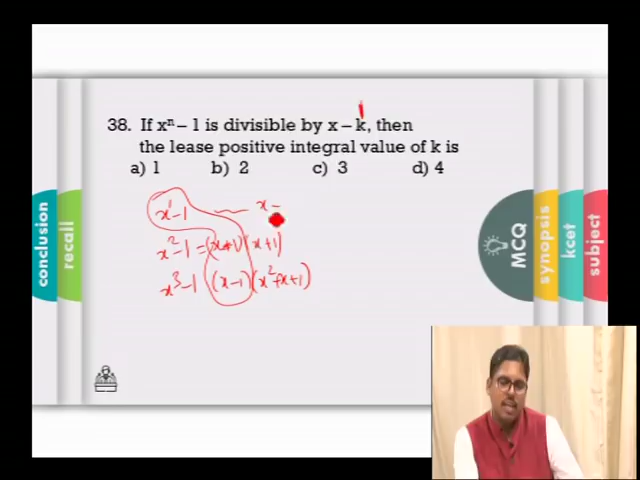 38. If xⁿ – 1 is divisible by x – k, then
the lease positive integral value of k is
a) 1 b) 2 c) 3 d) 4
1
x¹-1 — x-
x²-1 = (x+1)(x+1)
x³-1 (x-1)(x²+x+1)
conclusion
recall
MCQ
synopsis
kcet
subject